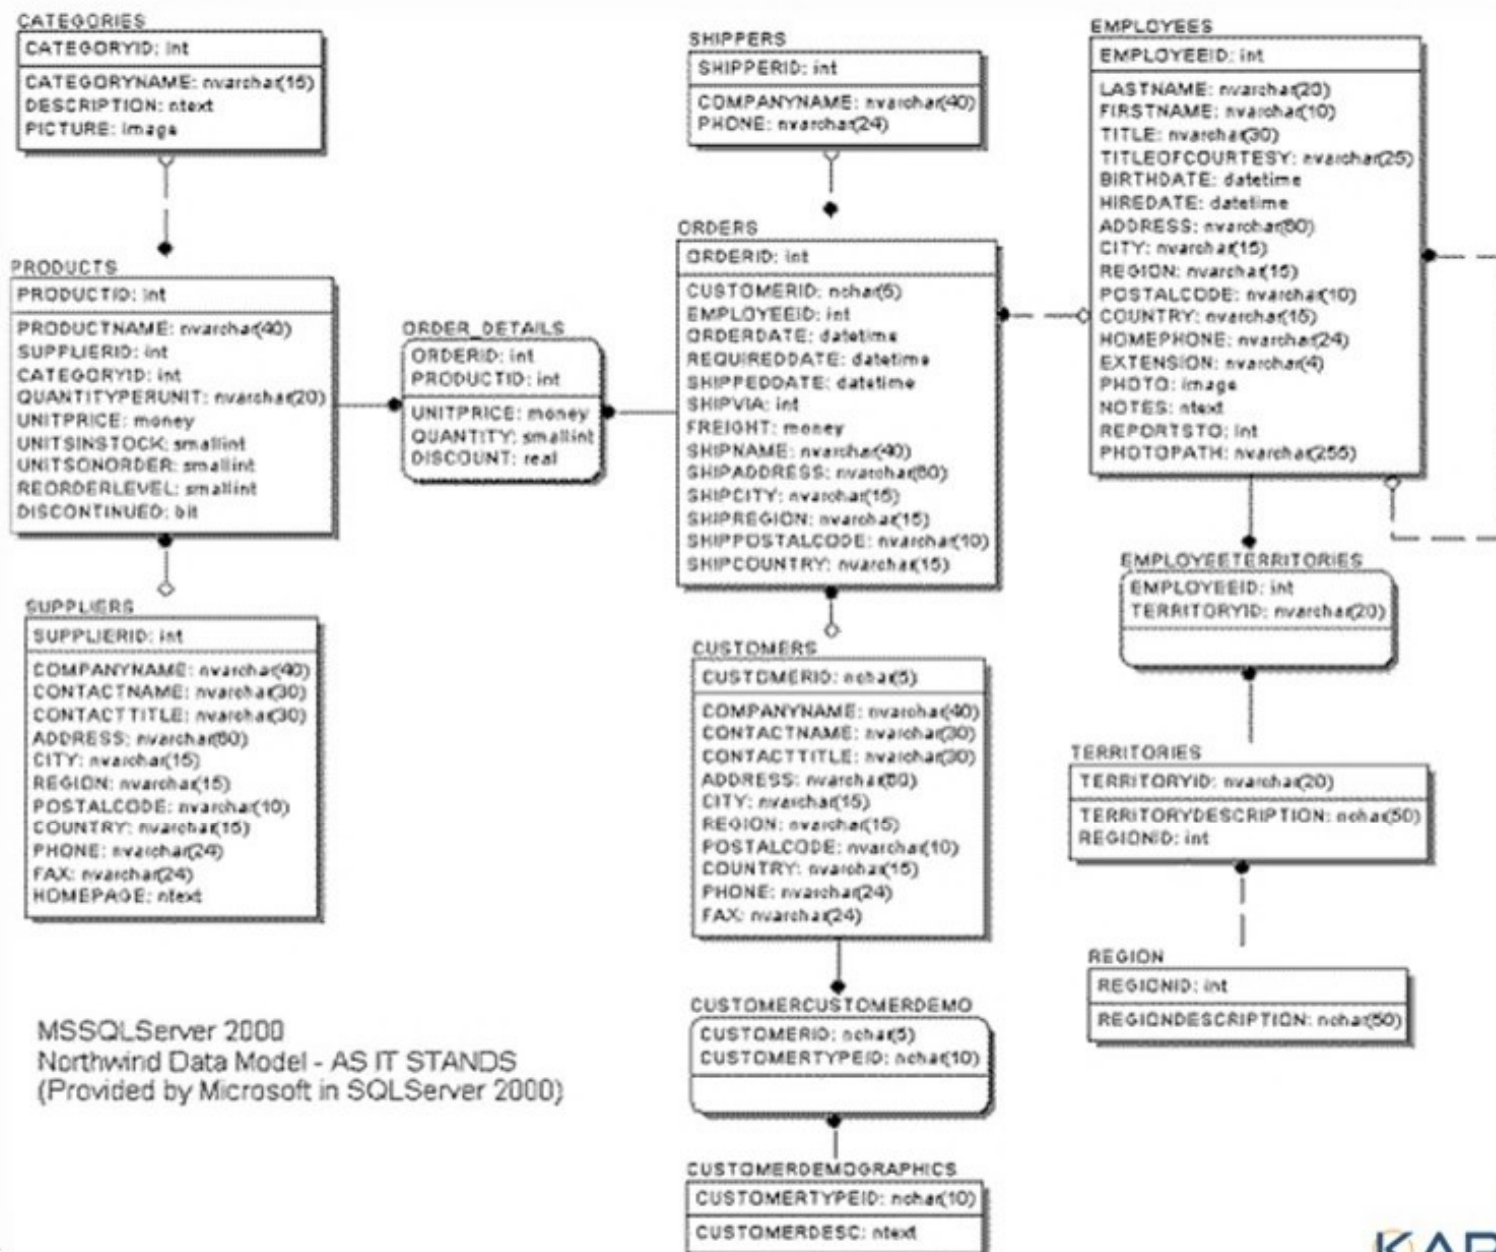 CATEGORIES
CATEGORYID: int
CATEGORYNAME: nvarchar(15)
DESCRIPTION: ntext
PICTURE: image
PRODUCTS
PRODUCTID: int
PRODUCTNAME: nvarchar(40)
SUPPLIERID: int
CATEGORYID: int
QUANTITYPERUNIT: nvarchar(20)
UNITPRICE: money
UNITSINSTOCK: smallint
UNITSONORDER: smallint
REORDERLEVEL: smallint
DISCONTINUED: bit
SUPPLIERS
SUPPLIERID: int
COMPANYNAME: nvarchar(40)
CONTACTNAME: nvarchar(30)
CONTACTTITLE: nvarchar(30)
ADDRESS: nvarchar(60)
CITY: nvarchar(15)
REGION: nvarchar(15)
POSTALCODE: nvarchar(10)
COUNTRY: nvarchar(15)
PHONE: nvarchar(24)
FAX: nvarchar(24)
HOMEPAGE: ntext
ORDER_DETAILS
ORDERID: int
PRODUCTID: int
UNITPRICE: money
QUANTITY: smallint
DISCOUNT: real
SHIPPERS
SHIPPERID: int
COMPANYNAME: nvarchar(40)
PHONE: nvarchar(24)
ORDERS
ORDERID: int
CUSTOMERID: nchar(5)
EMPLOYEEID: int
ORDERDATE: datetime
REQUIREDDATE: datetime
SHIPPEDDATE: datetime
SHIPVIA: int
FREIGHT: money
SHIPNAME: nvarchar(40)
SHIPADDRESS: nvarchar(60)
SHIPCITY: nvarchar(15)
SHIPREGION: nvarchar(15)
SHIPPOSTALCODE: nvarchar(10)
SHIPCOUNTRY: nvarchar(15)
CUSTOMERS
CUSTOMERID: nchar(5)
COMPANYNAME: nvarchar(40)
CONTACTNAME: nvarchar(30)
CONTACTTITLE: nvarchar(30)
ADDRESS: nvarchar(60)
CITY: nvarchar(15)
REGION: nvarchar(15)
POSTALCODE: nvarchar(10)
COUNTRY: nvarchar(15)
PHONE: nvarchar(24)
FAX: nvarchar(24)
CUSTOMERCUSTOMERDEMO
CUSTOMERID: nchar(5)
CUSTOMERTYPEID: nchar(10)
CUSTOMERDEMOGRAPHICS
CUSTOMERTYPEID: nchar(10)
CUSTOMERDESC: ntext
EMPLOYEES
EMPLOYEEID: int
LASTNAME: nvarchar(20)
FIRSTNAME: nvarchar(10)
TITLE: nvarchar(30)
TITLEOFCOURTESY: nvarchar(25)
BIRTHDATE: datetime
HIREDATE: datetime
ADDRESS: nvarchar(60)
CITY: nvarchar(15)
REGION: nvarchar(15)
POSTALCODE: nvarchar(10)
COUNTRY: nvarchar(15)
HOMEPHONE: nvarchar(24)
EXTENSION: nvarchar(4)
PHOTO: image
NOTES: ntext
REPORTSTO: int
PHOTOPATH: nvarchar(255)
EMPLOYEETERRITORIES
EMPLOYEEID: int
TERRITORYID: nvarchar(20)
TERRITORIES
TERRITORYID: nvarchar(20)
TERRITORYDESCRIPTION: nchar(50)
REGIONID: int
REGION
REGIONID: int
REGIONDESCRIPTION: nchar(50)
MSSQLServer 2000
Northwind Data Model - AS IT STANDS
(Provided by Microsoft in SQLServer 2000)